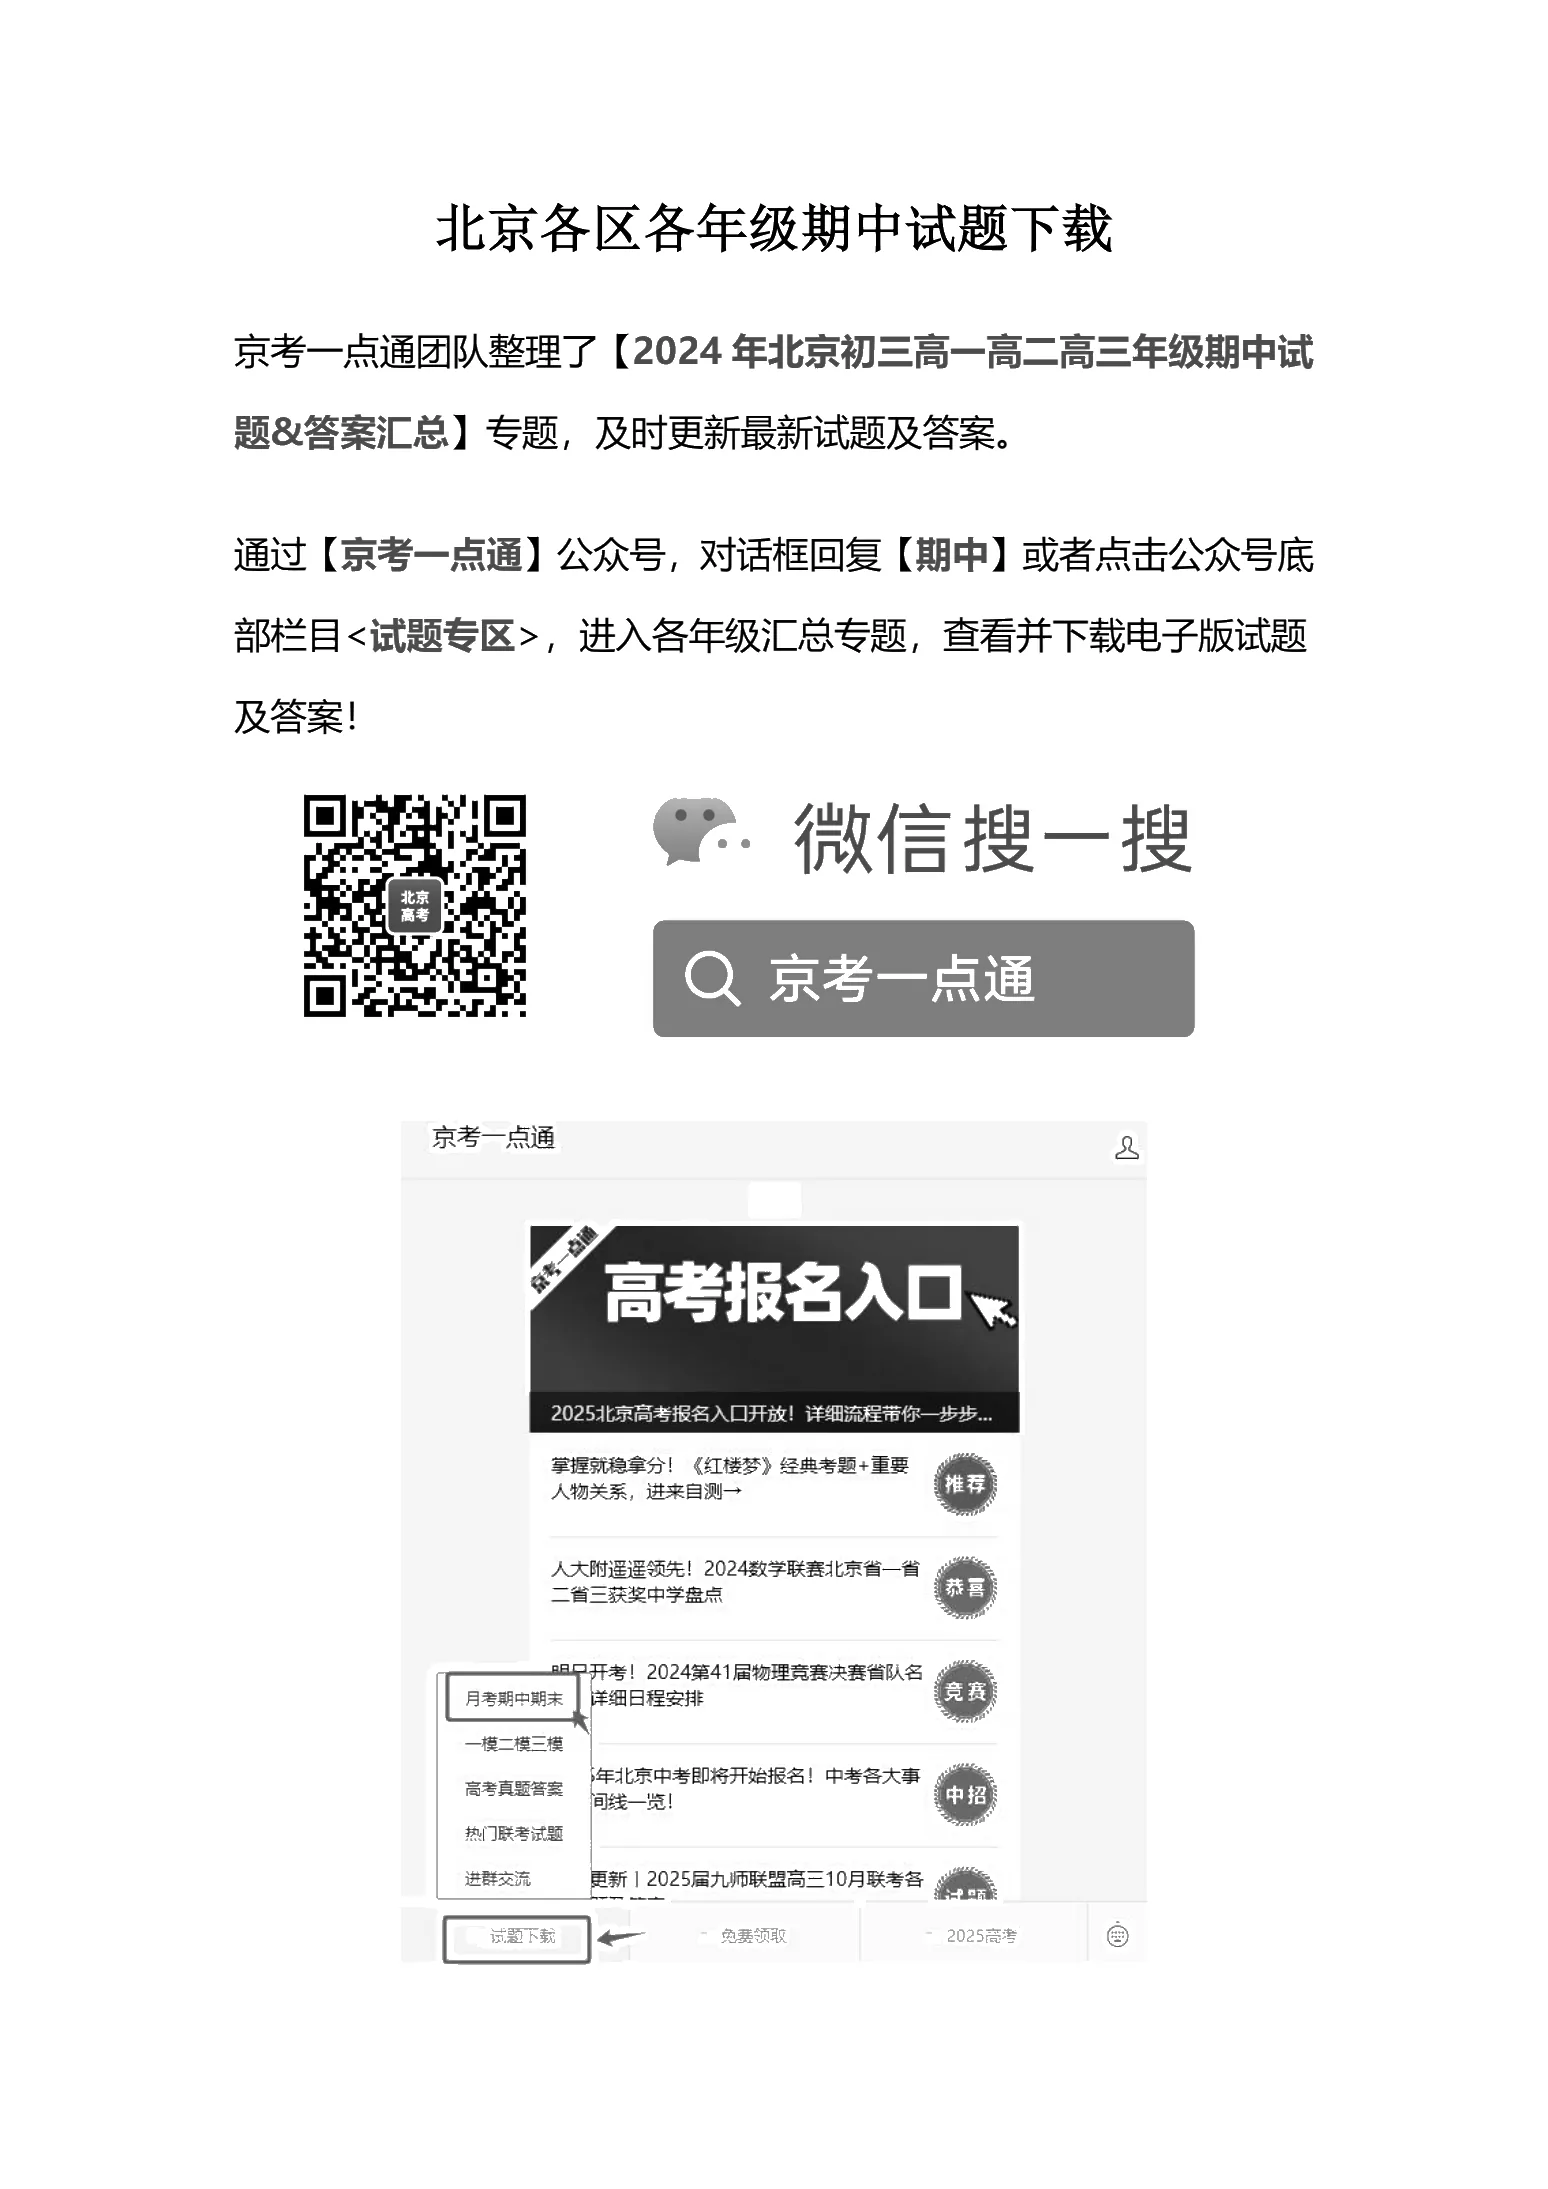 北京各区各年级期中试题下载
京考一点通团队整理了【2024 年北京初三高一高二高三年级期中试
题&答案汇总】专题，及时更新最新试题及答案。
通过【京考一点通】公众号，对话框回复【期中】或者点击公众号底
部栏目<试题专区>，进入各年级汇总专题，查看并下载电子版试题
及答案！
北京
高考
微信搜一搜
京考一点通
京考一点通
京考一点通
高考报名入口
2025北京高考报名入口开放！详细流程带你一步步...
掌握就稳拿分！《红楼梦》经典考题+重要
人物关系，进来自测→
推荐
人大附遥遥领先！2024数学联赛北京省一省
二省三获奖中学盘点
恭喜
明日开考！2024第41届物理竞赛决赛省队名
详细日程安排
竞赛
年北京中考即将开始报名！中考各大事
间线一览！
中招
更新丨2025届九师联盟高三10月联考各
试题
月考期中期末
一模二模三模
高考真题答案
热门联考试题
进群交流
试题下载
免费领取
2025高考